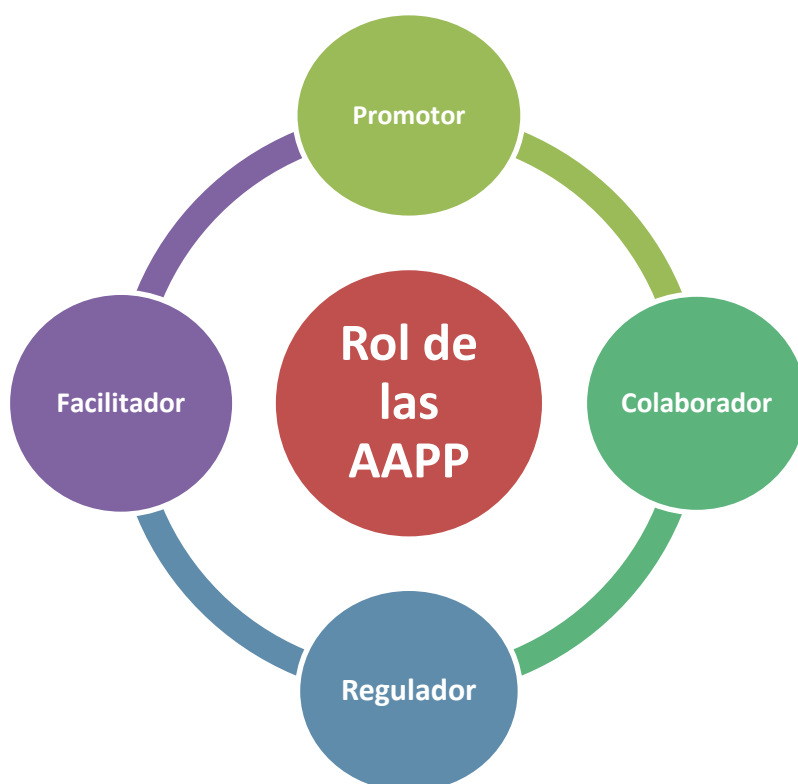 Promotor
Rol de
las
AAPP
Facilitador
Colaborador
Regulador